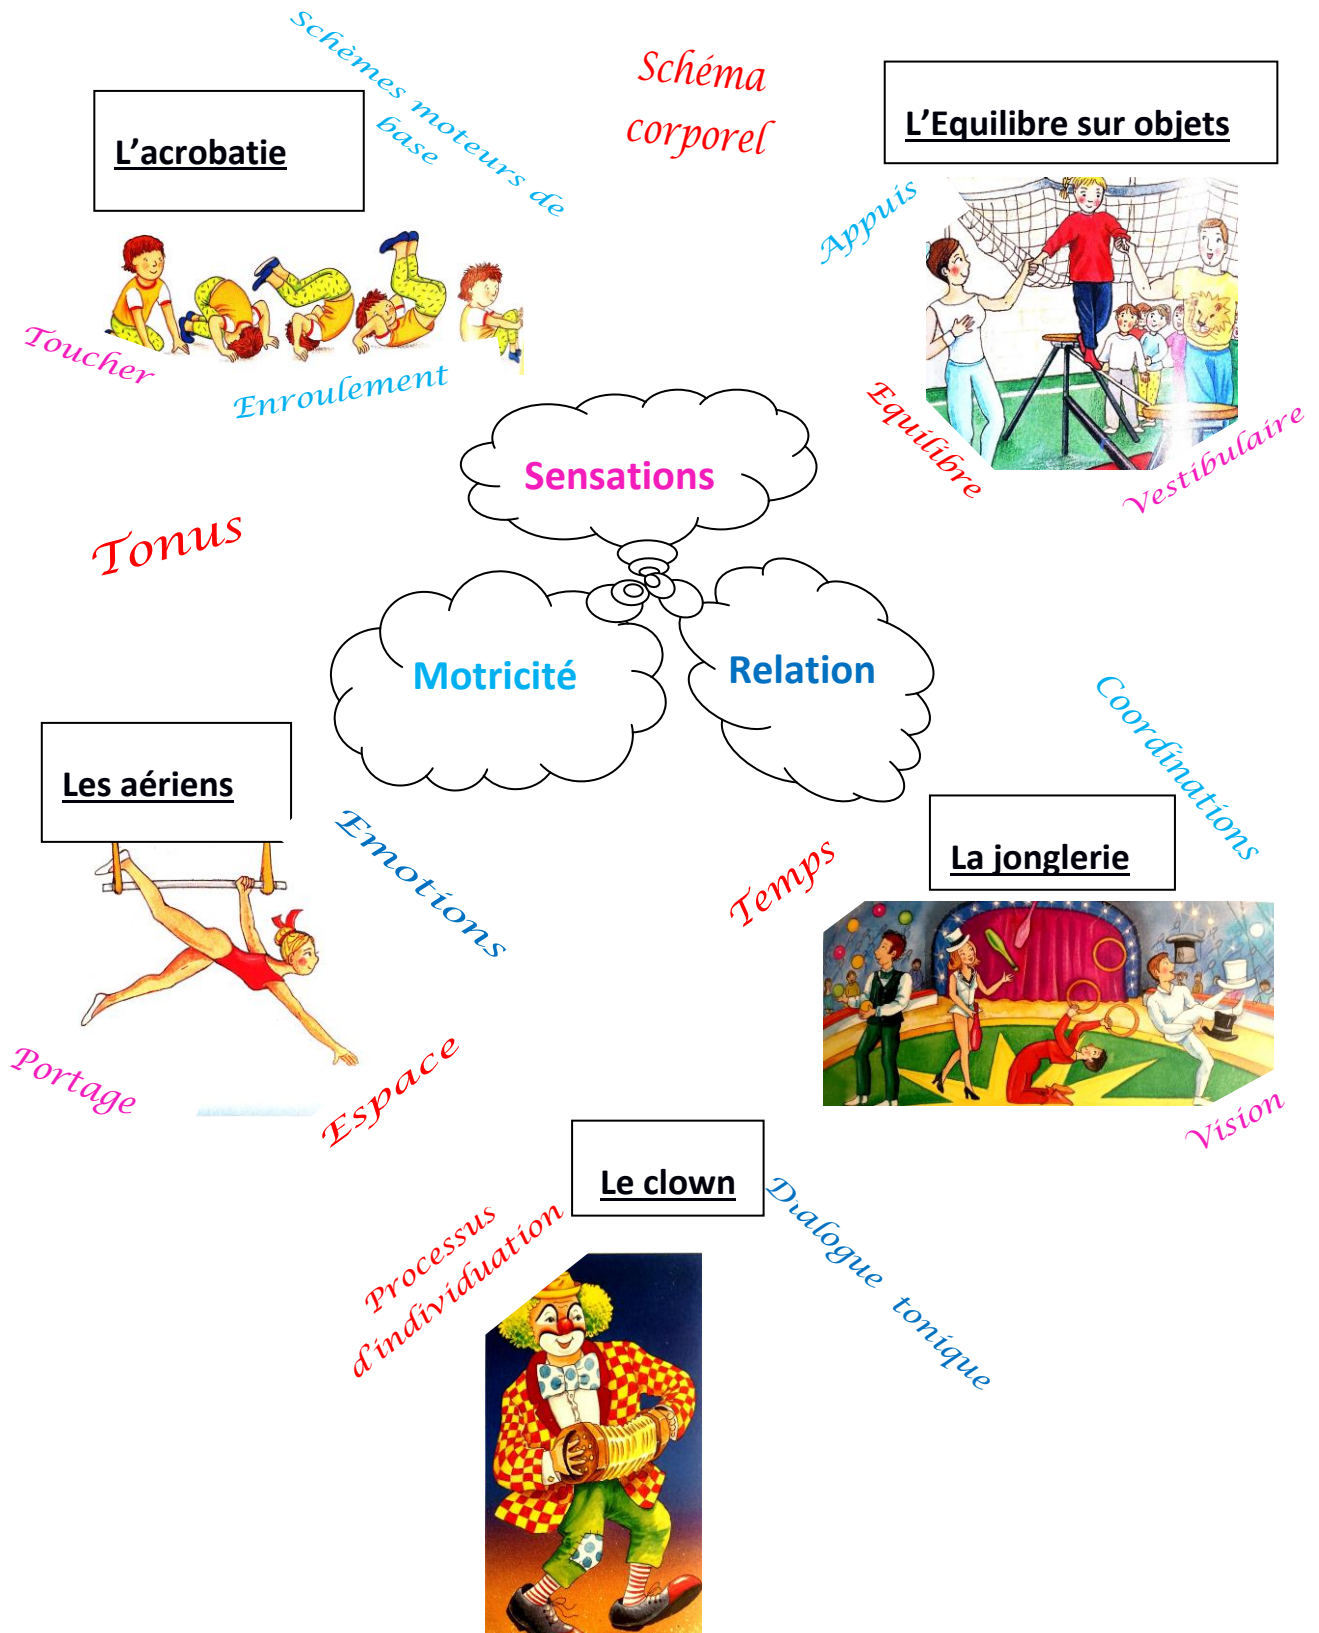 Schèmes moteurs de
base
Schéma
corporel
L'acrobatie
L'Equilibre sur objets
Appuis
Toucher
Enroulement
Equilibre
Vestibulaire
Sensations
Tonus
Motricité
Relation
Coordinations
Les aériens
Emotions
Temps
La jonglerie
Portage
Espace
Vision
Le clown
Processus
d'individuation
Dialogue tonique